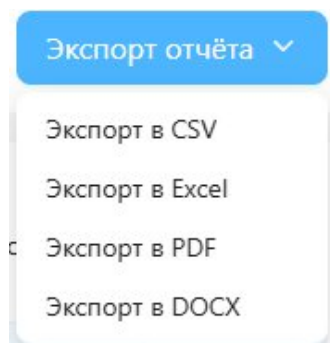 Экспорт отчёта
Экспорт в CSV
Экспорт в Excel
Экспорт в PDF
Экспорт в DOCX